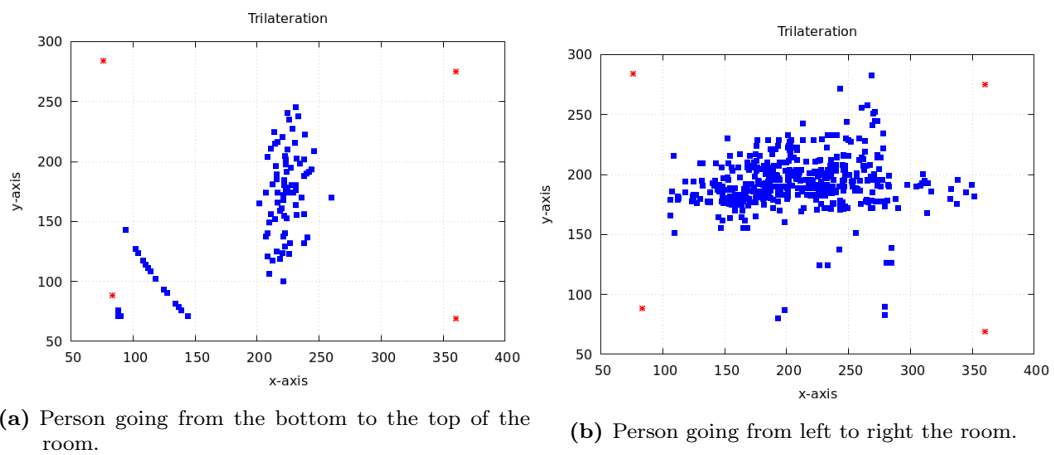 Trilateration
300
250
200
150
100
50
y-axis
50 100 150 200 250 300 350 400
x-axis
(a) Person going from the bottom to the top of the
room.
Trilateration
300
250
200
150
100
50
y-axis
50 100 150 200 250 300 350 400
x-axis
(b) Person going from left to right the room.